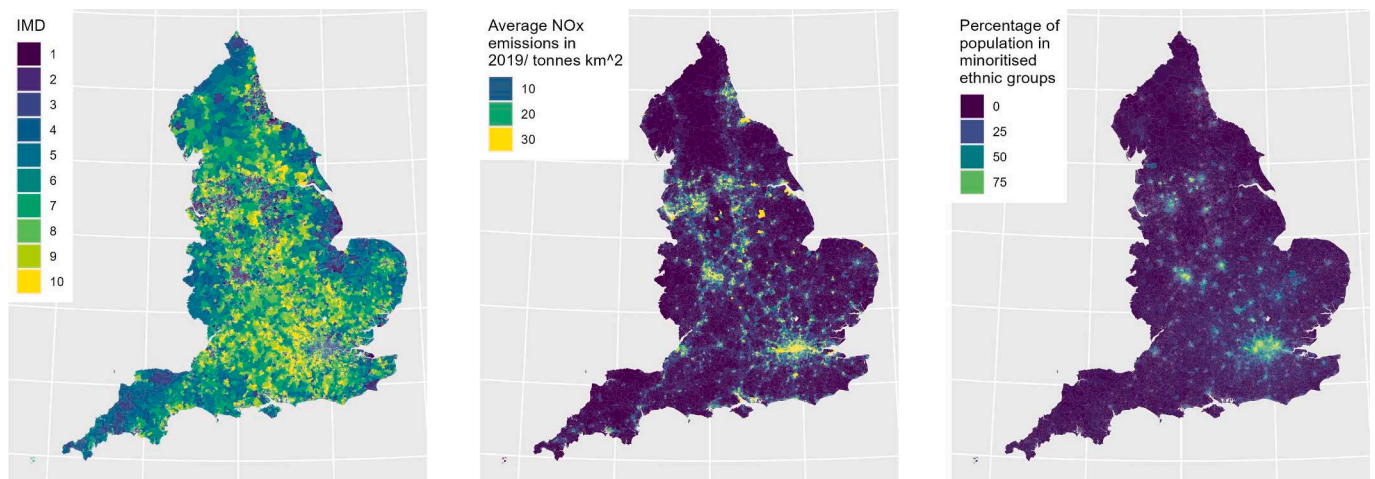 IMD
1
2
3
4
5
6
7
8
9
10
Average NOx
emissions in
2019/ tonnes km^2
10
20
30
Percentage of
population in
minoritised
ethnic groups
0
25
50
75